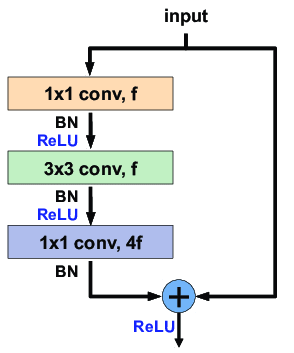 input
1x1 conv, f
BN
ReLU
3x3 conv, f
BN
ReLU
1x1 conv, 4f
BN
+
ReLU